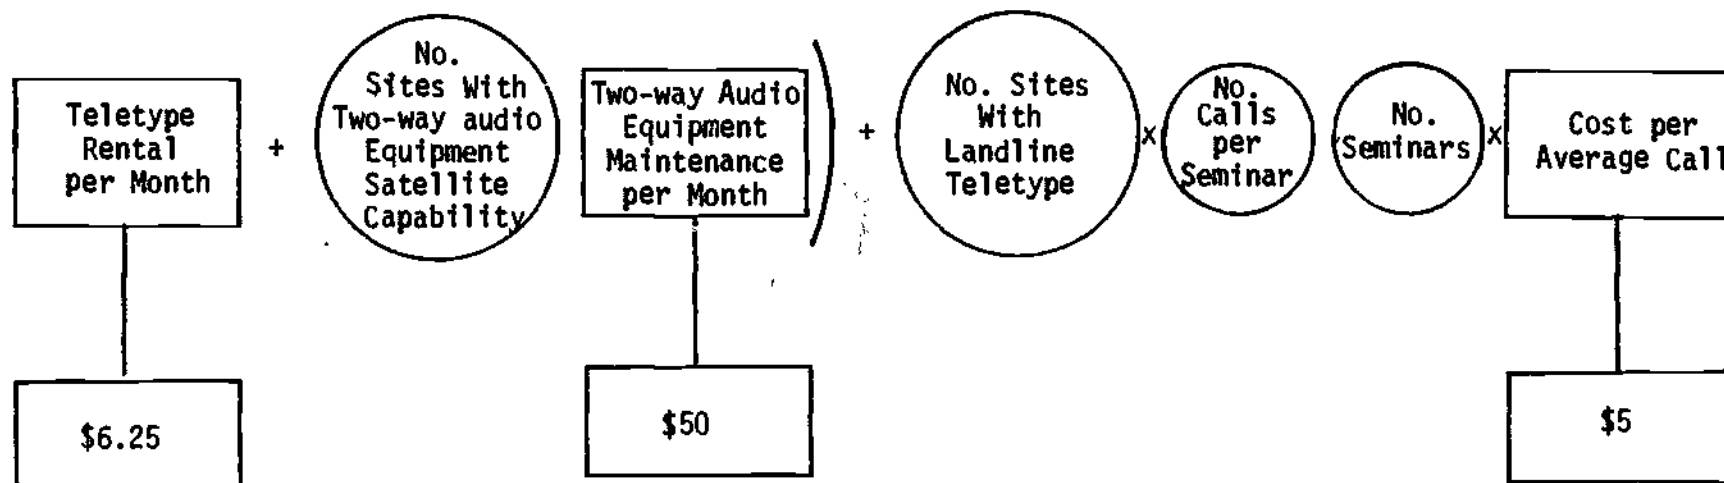 Teletype
Rental
per Month
+
No.
Sites With
Two-way audio
Equipment
Satellite
Capability
Two-way Audio
Equipment
Maintenance
per Month
)
+
No. Sites
With
Landline
Teletype
x
No.
Calls
per
Seminar
No.
Seminars
x
Cost per
Average Call
$6.25
$50
$5